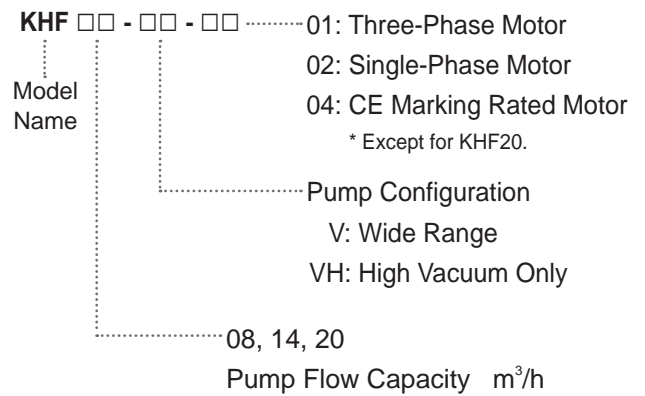 KHF □□ - □□ - □□ 01: Three-Phase Motor
02: Single-Phase Motor
04: CE Marking Rated Motor
* Except for KHF20.
Model
Name
Pump Configuration
V: Wide Range
VH: High Vacuum Only
08, 14, 20
Pump Flow Capacity m³/h